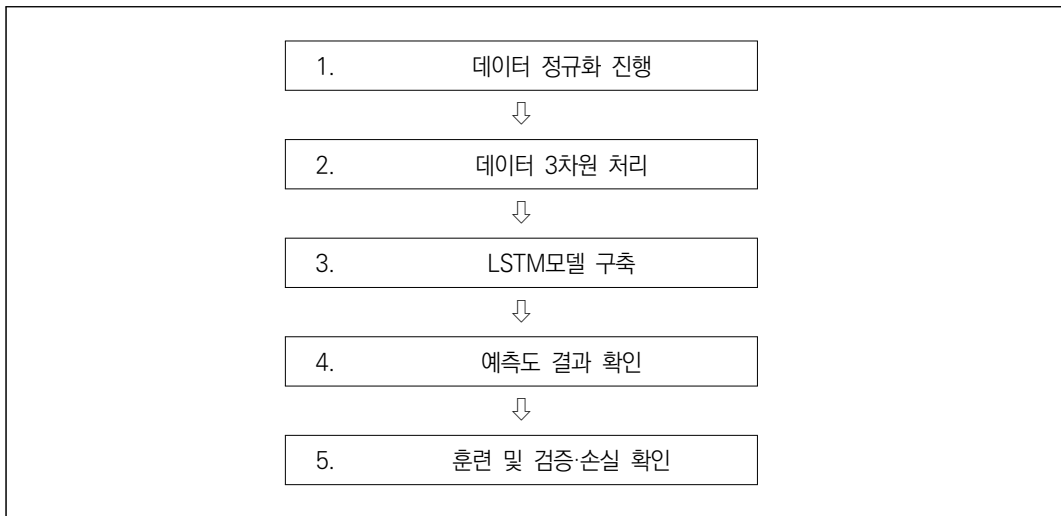 1. 데이터 정규화 진행
⇩
2. 데이터 3차원 처리
⇩
3. LSTM모델 구축
⇩
4. 예측도 결과 확인
⇩
5. 훈련 및 검증·손실 확인